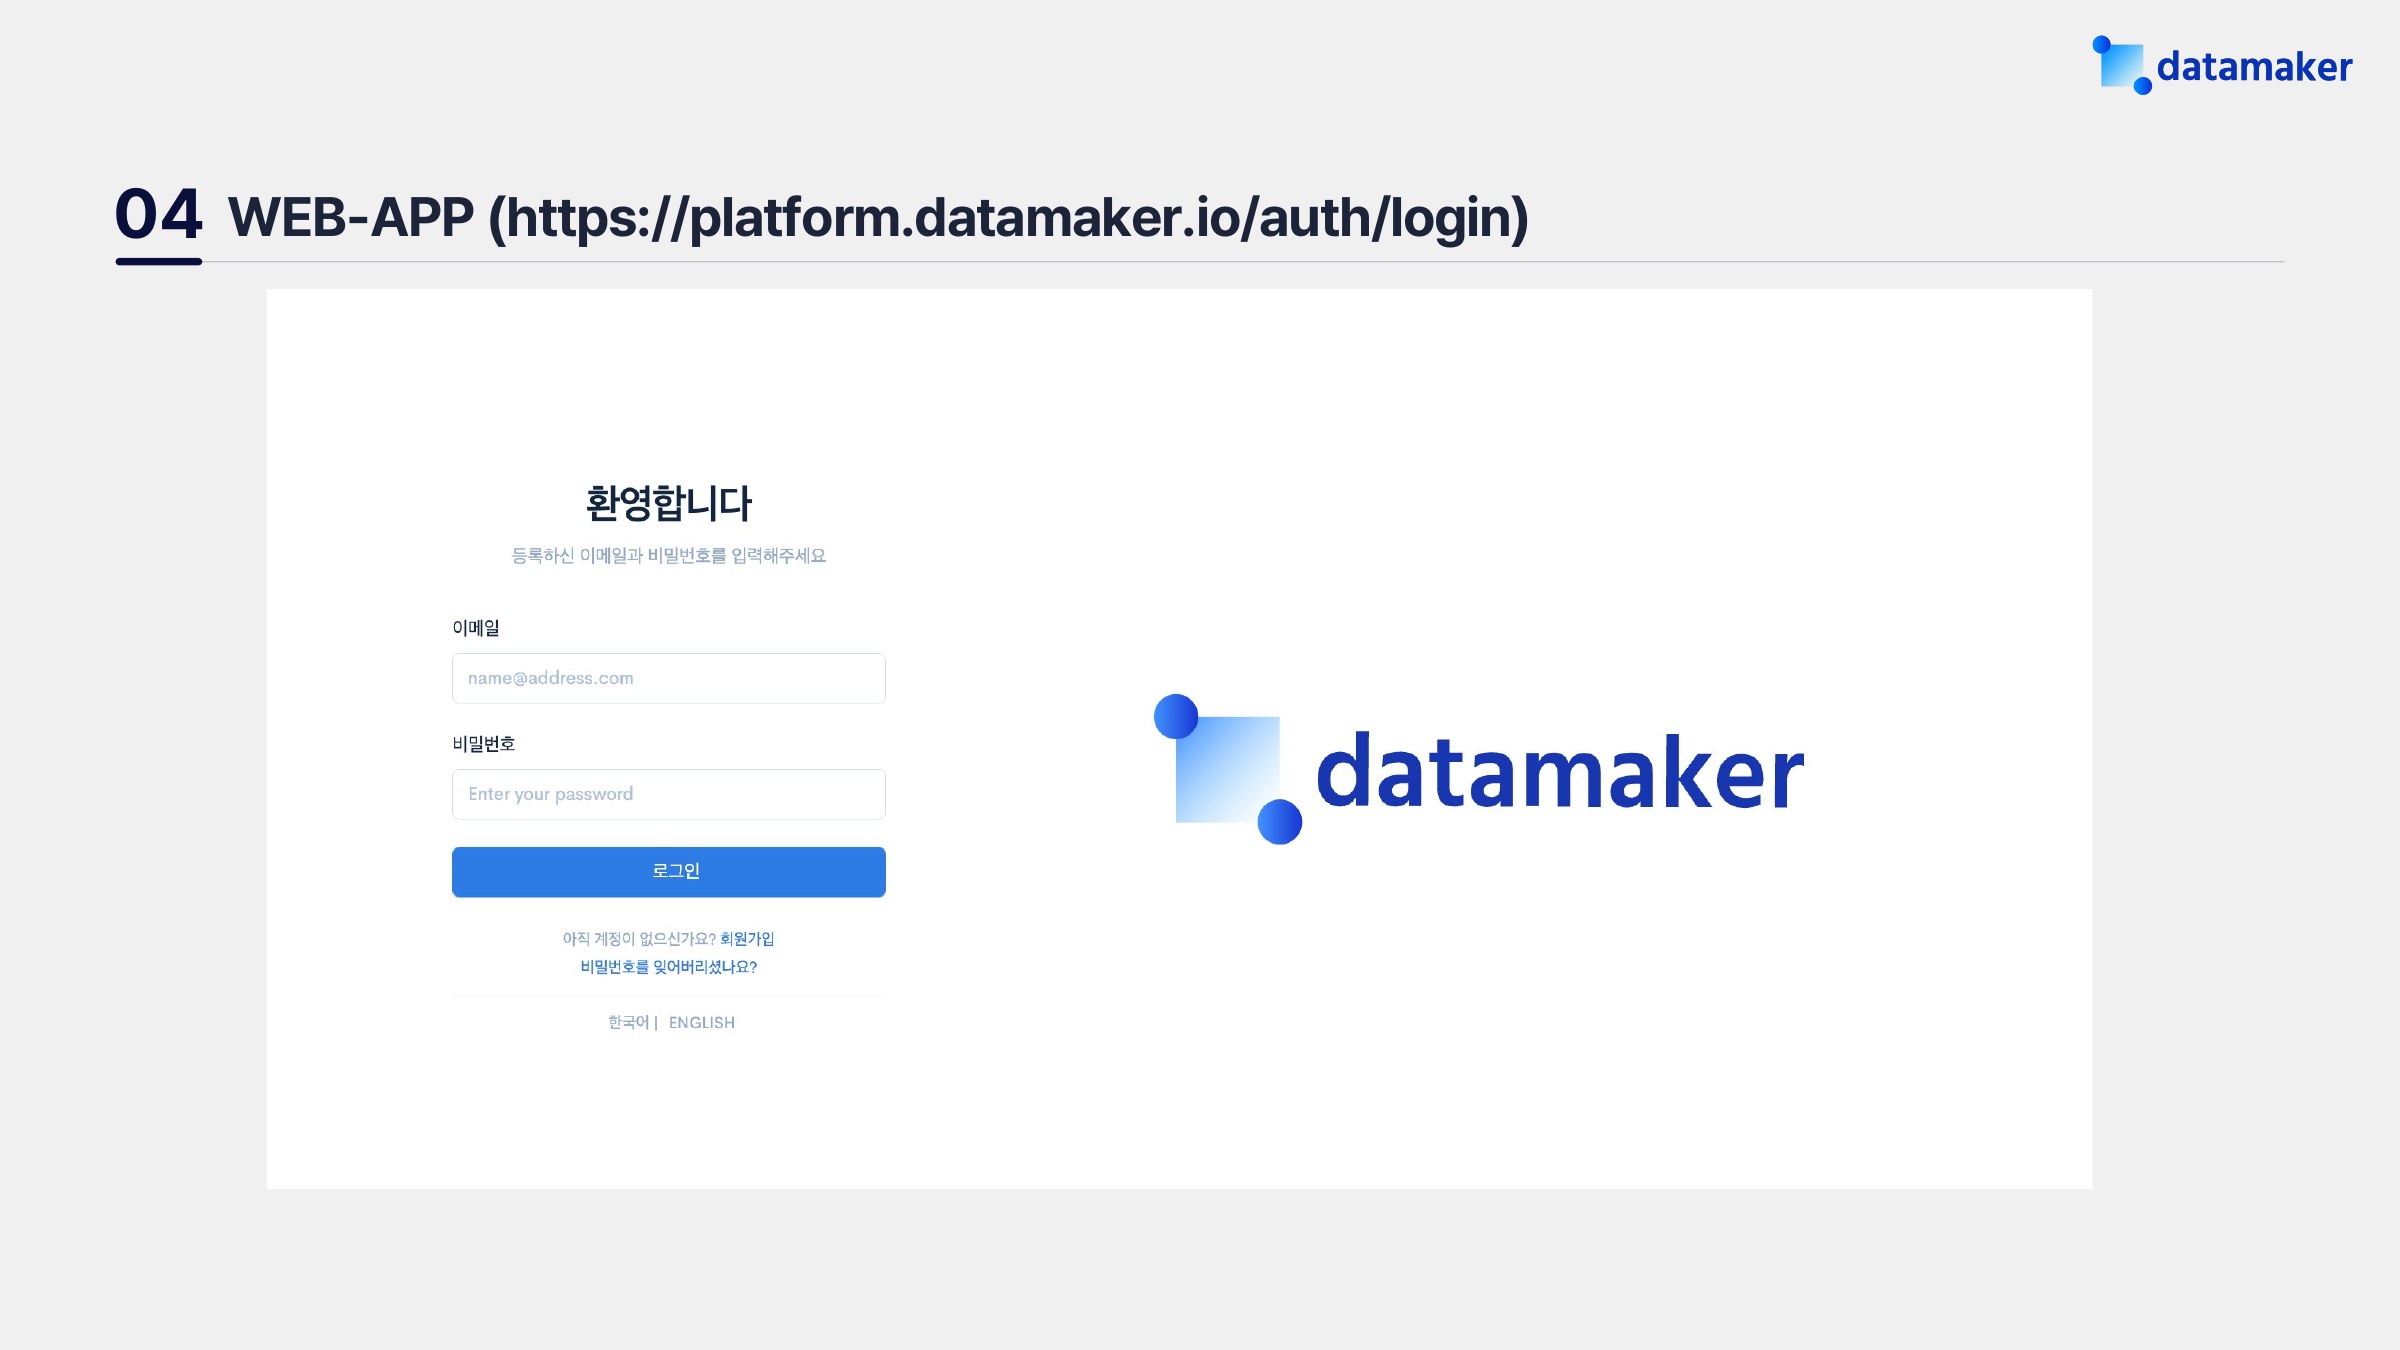 datamaker
04 WEB-APP (https://platform.datamaker.io/auth/login)
환영합니다
등록하신 이메일과 비밀번호를 입력해주세요
이메일
name@address.com
비밀번호
Enter your password
로그인
아직 계정이 없으신가요? 회원가입
비밀번호를 잊어버리셨나요?
한국어 | ENGLISH
datamaker